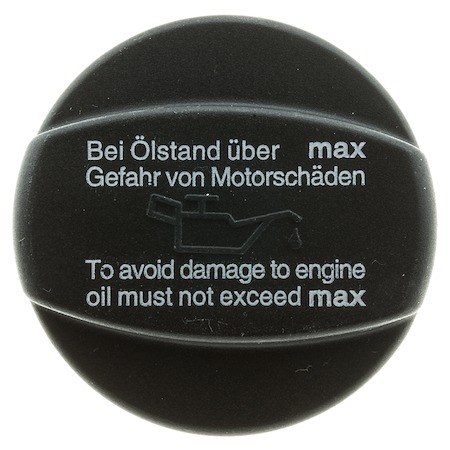 Bei Ölstand über max
Gefahr von Motorschäden
To avoid damage to engine
oil must not exceed max